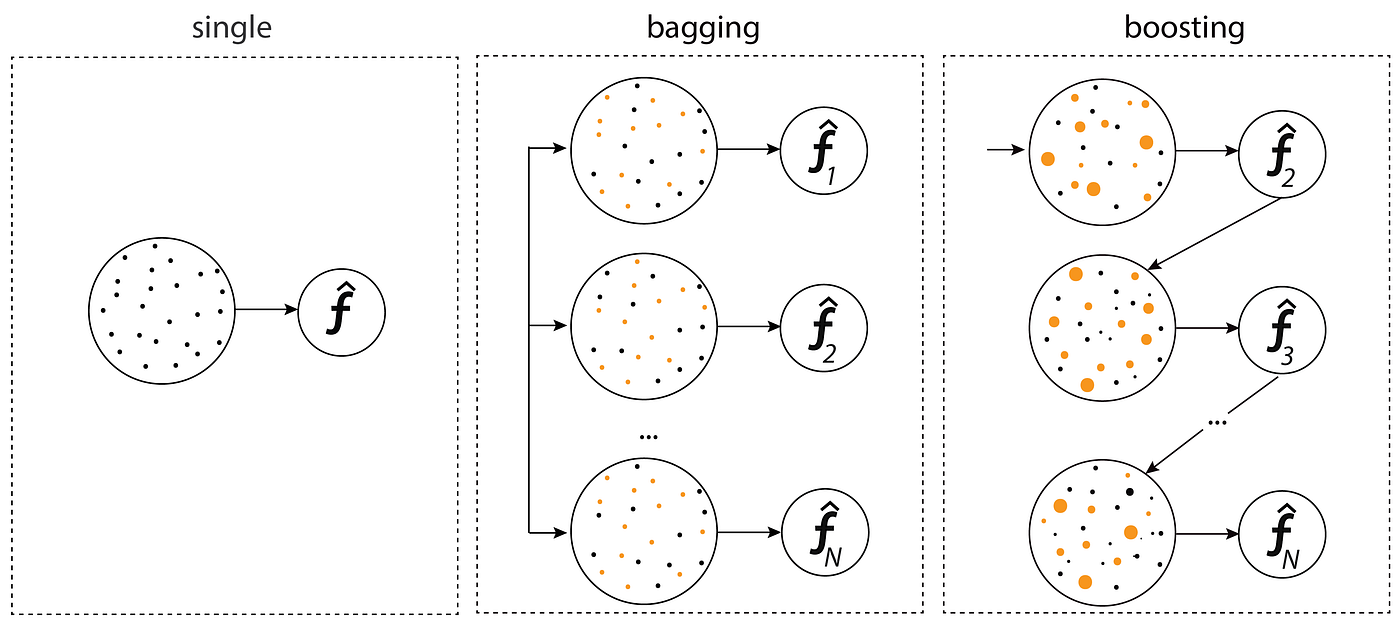 single
bagging
boosting
f̂
f̂1
f̂2
...
f̂N
f̂2
f̂3
...
f̂N